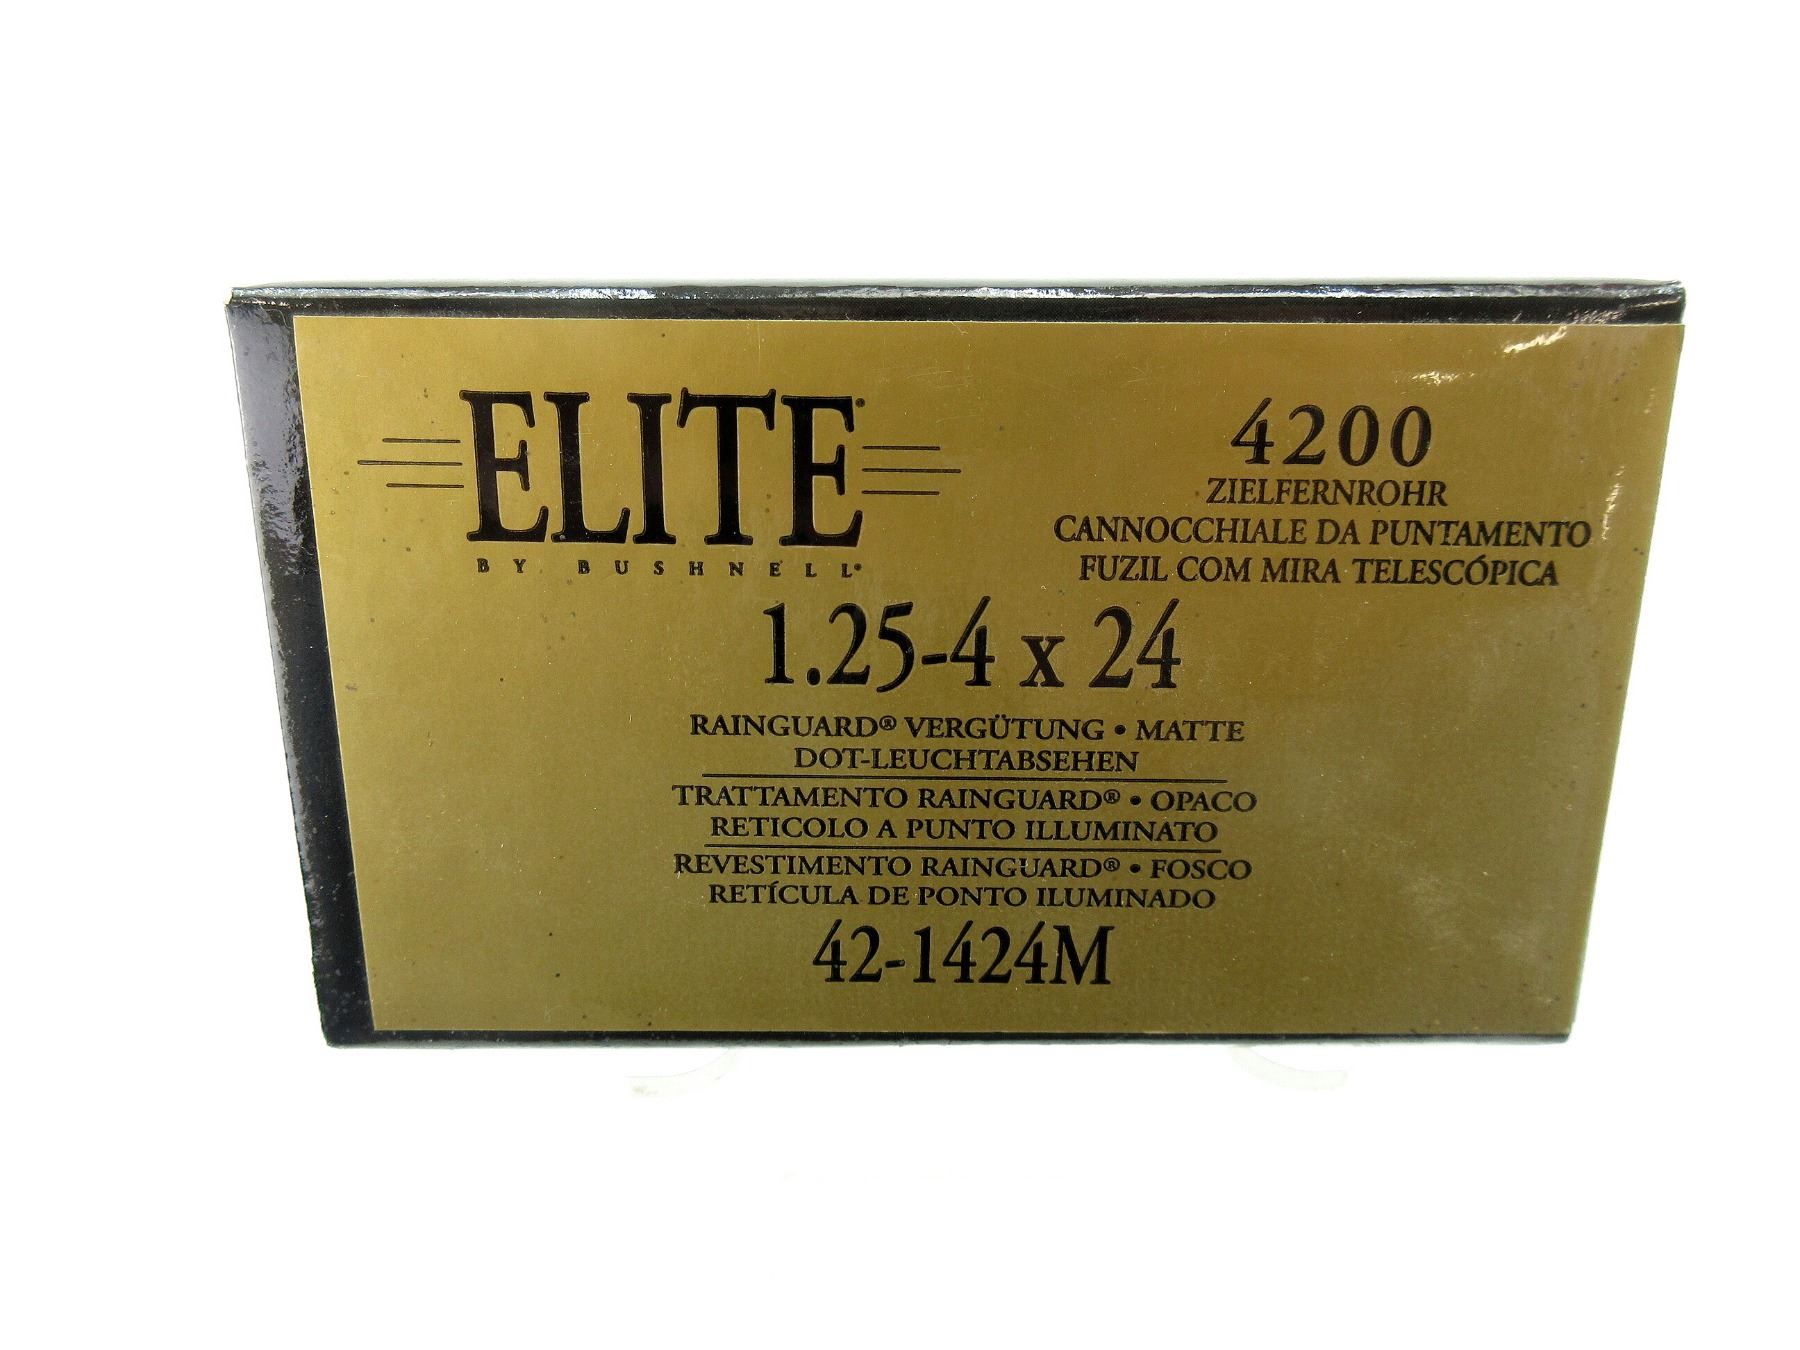 ELITE®
BY BUSHNELL®
4200
ZIELFERNROHR
CANNOCCHIALE DA PUNTAMENTO
FUZIL COM MIRA TELESCÓPICA
1.25-4 x 24
RAINGUARD® VERGÜTUNG • MATTE
DOT-LEUCHTABSEHEN
TRATTAMENTO RAINGUARD® • OPACO
RETICOLO A PUNTO ILLUMINATO
REVESTIMENTO RAINGUARD® • FOSCO
RETÍCULA DE PONTO ILUMINADO
42-1424M